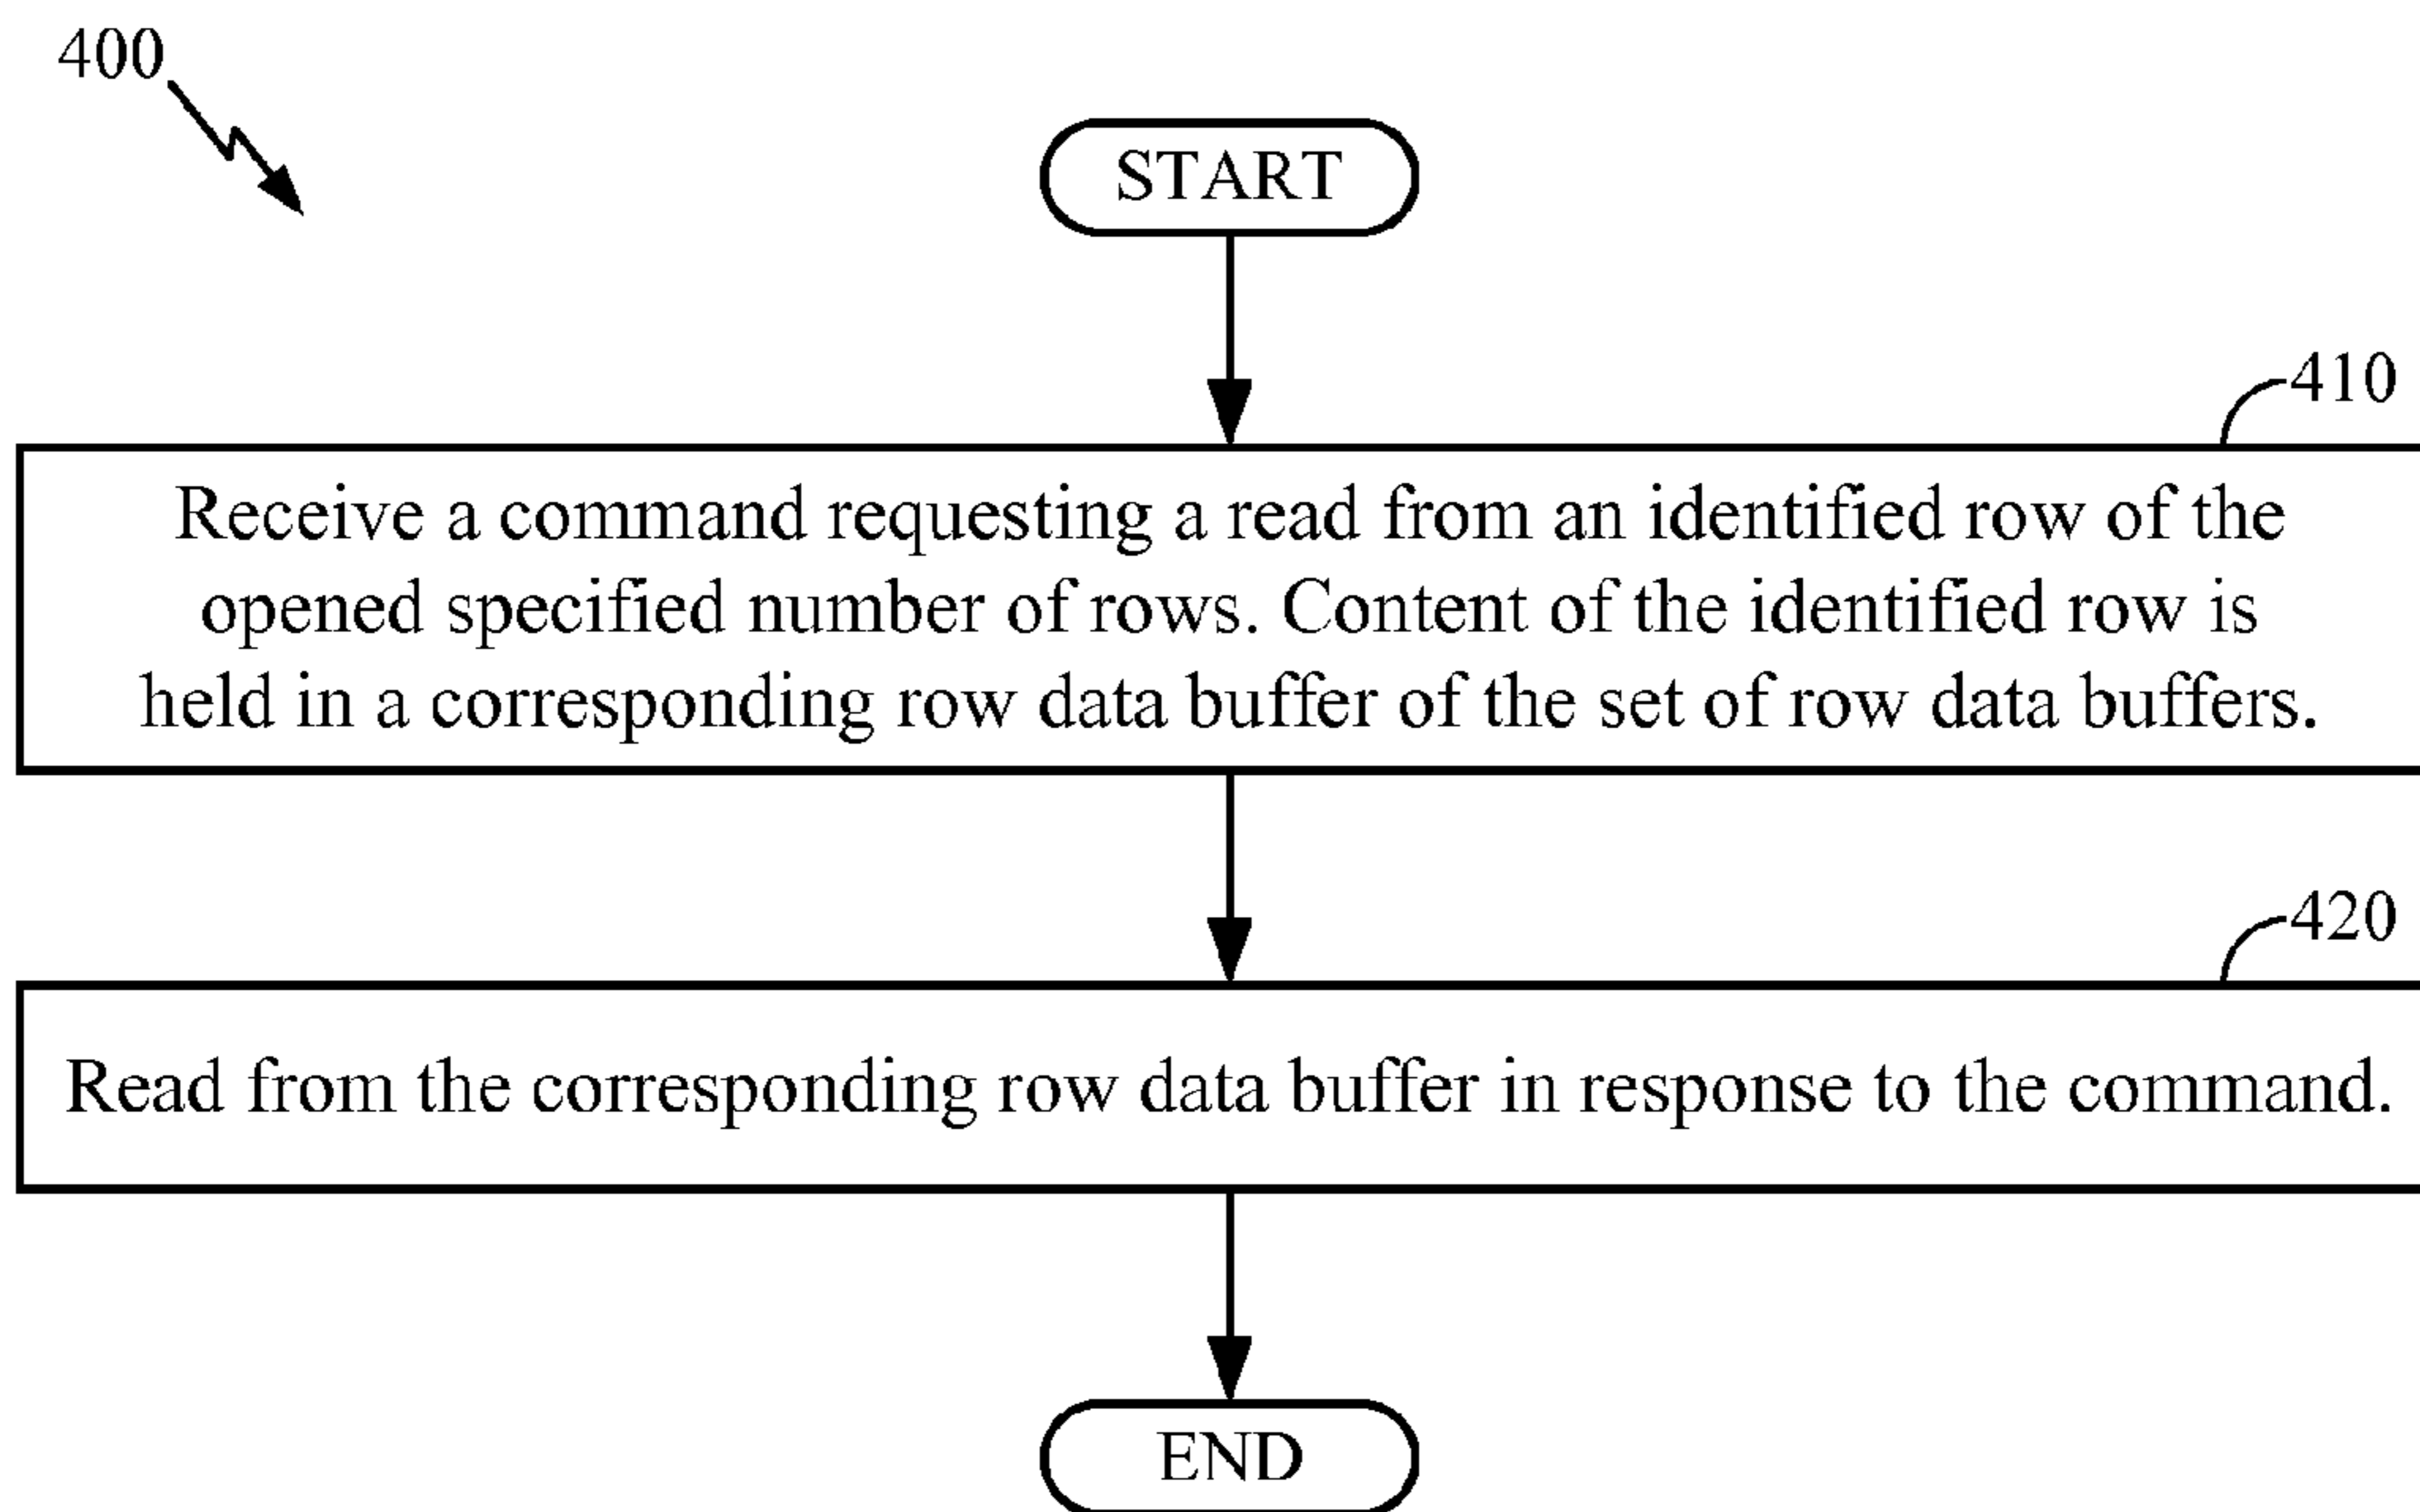 400
START
410
Receive a command requesting a read from an identified row of the
opened specified number of rows. Content of the identified row is
held in a corresponding row data buffer of the set of row data buffers.
420
Read from the corresponding row data buffer in response to the command.
END